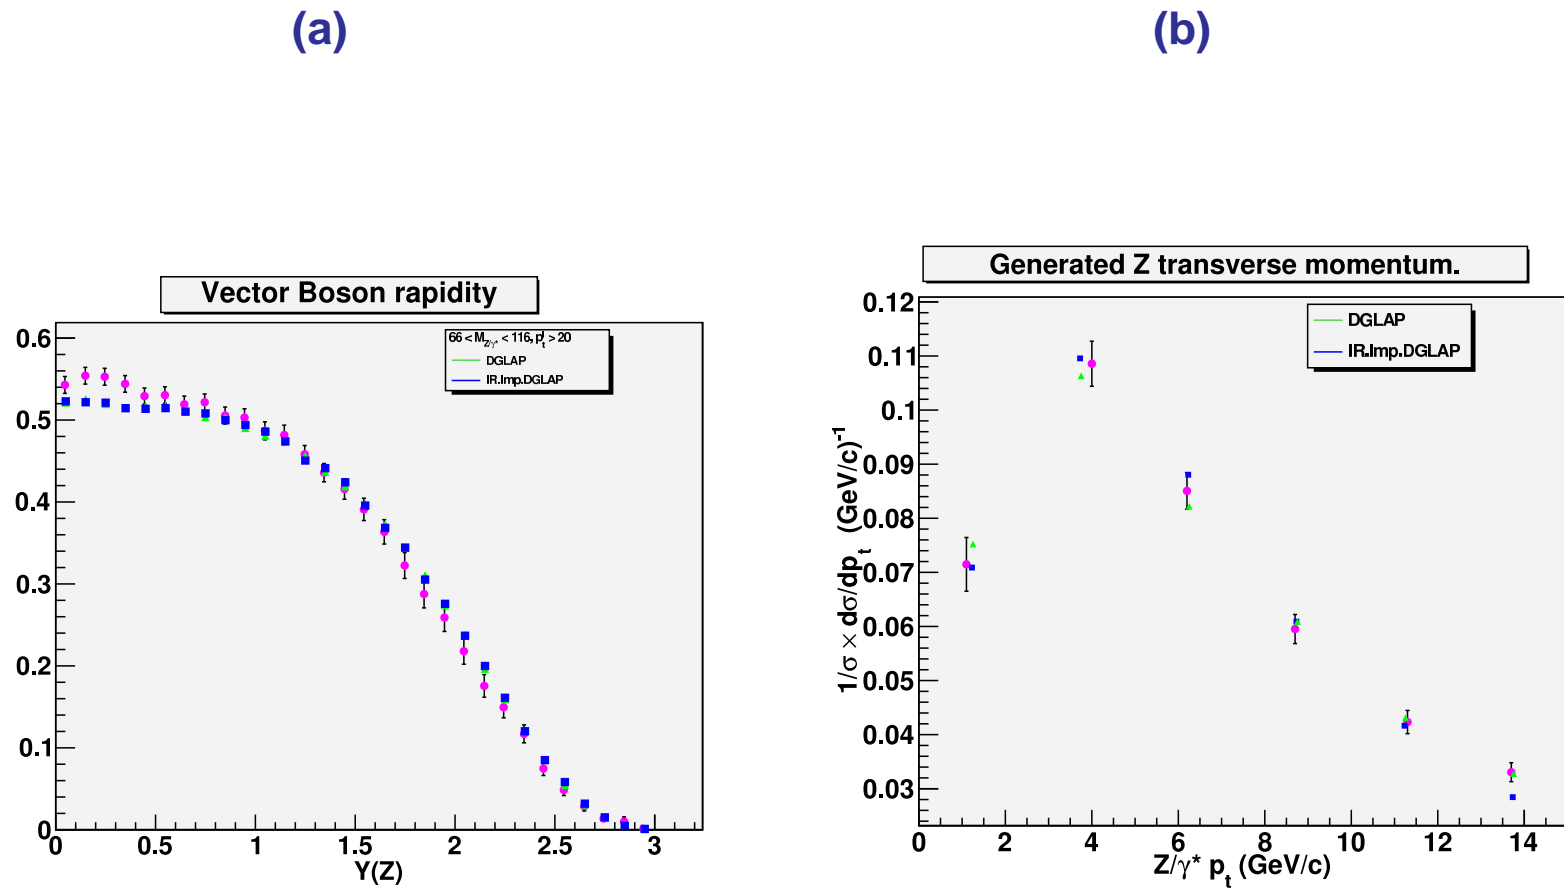 (a)
(b)
Vector Boson rapidity
66 < M_{Z/γ*} < 116, p_t^l > 20
DGLAP
IR.Imp.DGLAP
0.6
0.5
0.4
0.3
0.2
0.1
0
0 0.5 1 1.5 2 2.5 3
Y(Z)
Generated Z transverse momentum.
DGLAP
IR.Imp.DGLAP
1/σ × dσ/dp_t (GeV/c)^-1
0.12
0.11
0.1
0.09
0.08
0.07
0.06
0.05
0.04
0.03
0 2 4 6 8 10 12 14
Z/γ* p_t (GeV/c)